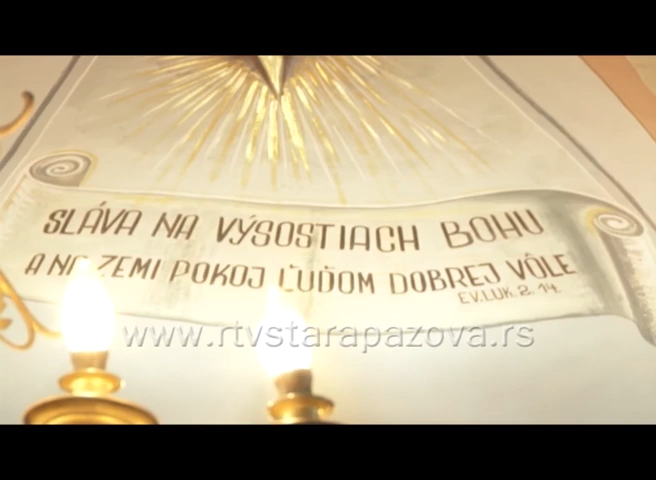 SLÁVA NA VÝSOSTIACH BOHU
A NA ZEMI POKOJ ĽUĎOM DOBREJ VÔLE
EV. LUK. 2. 14.
www.rtvstarapazova.rs